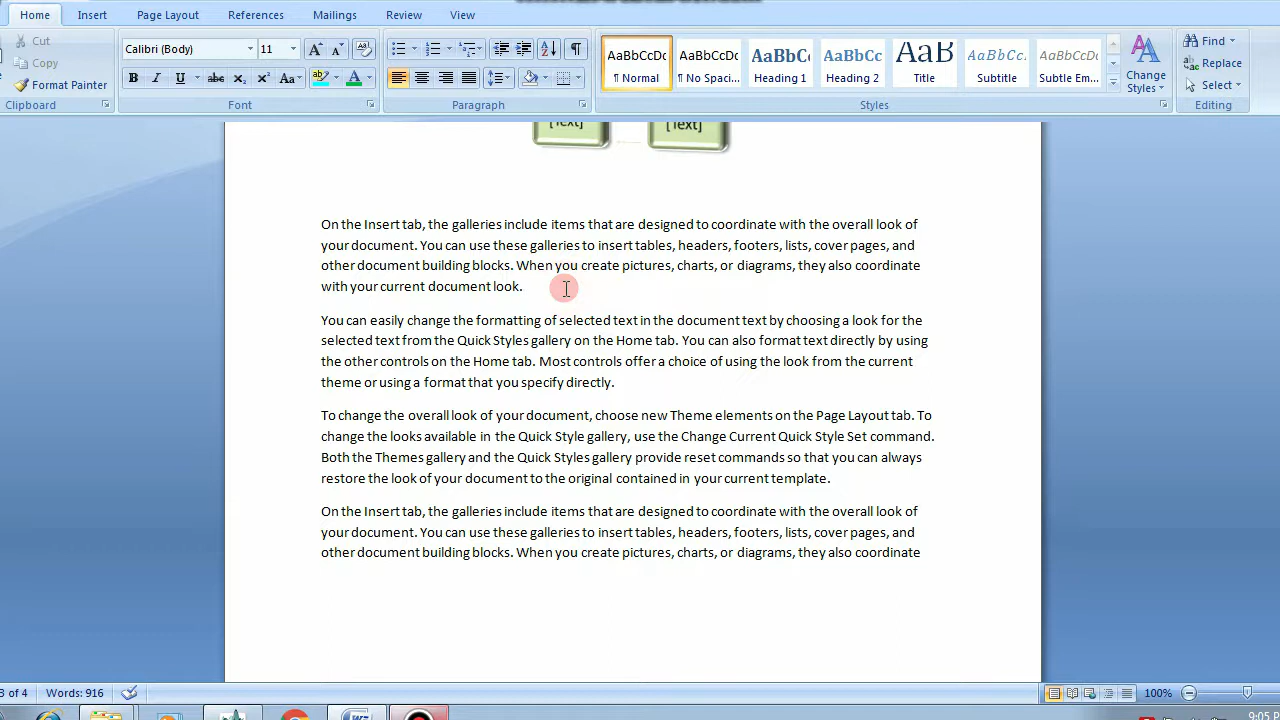 Home Insert Page Layout References Mailings Review View
Cut
Copy
Format Painter
Clipboard
Calibri (Body) 11
Font
Paragraph
AaBbCcDc AaBbCcDc AaBbC AaBbCc AaB AaBbCc. AaBbCcDc
¶ Normal ¶ No Spaci... Heading 1 Heading 2 Title Subtitle Subtle Em...
Change
Styles
Styles
Find
Replace
Select
Editing
[Text] [Text]
On the Insert tab, the galleries include items that are designed to coordinate with the overall look of
your document. You can use these galleries to insert tables, headers, footers, lists, cover pages, and
other document building blocks. When you create pictures, charts, or diagrams, they also coordinate
with your current document look.
You can easily change the formatting of selected text in the document text by choosing a look for the
selected text from the Quick Styles gallery on the Home tab. You can also format text directly by using
the other controls on the Home tab. Most controls offer a choice of using the look from the current
theme or using a format that you specify directly.
To change the overall look of your document, choose new Theme elements on the Page Layout tab. To
change the looks available in the Quick Style gallery, use the Change Current Quick Style Set command.
Both the Themes gallery and the Quick Styles gallery provide reset commands so that you can always
restore the look of your document to the original contained in your current template.
On the Insert tab, the galleries include items that are designed to coordinate with the overall look of
your document. You can use these galleries to insert tables, headers, footers, lists, cover pages, and
other document building blocks. When you create pictures, charts, or diagrams, they also coordinate
3 of 4 Words: 916 100%
9:05 P